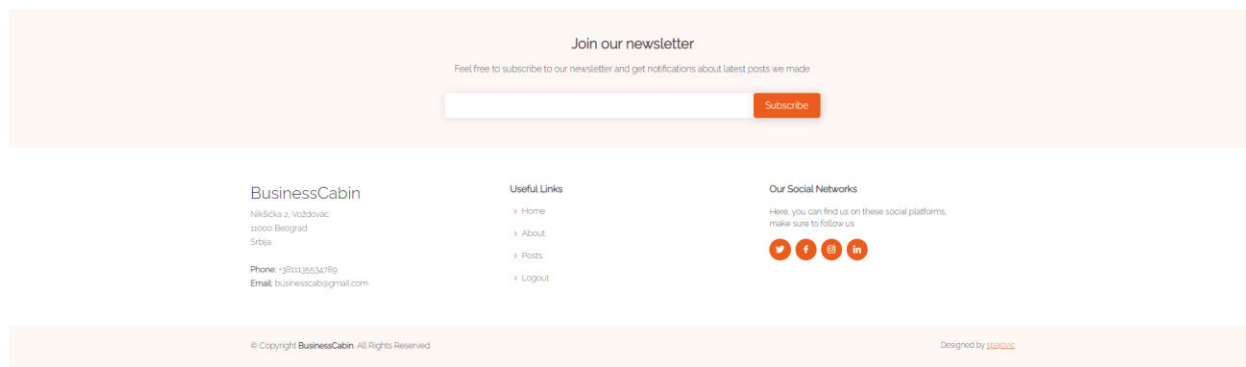 Join our newsletter
Feel free to subscribe to our newsletter and get notifications about latest posts we made
Subscribe
BusinessCabin
Nikšićka 2, Voždovac
11000 Beograd
Srbija
Phone: +3811135534789
Email: businesscab@gmail.com
Useful Links
Home
About
Posts
Logout
Our Social Networks
Here, you can find us on these social platforms,
make sure to follow us
© Copyright BusinessCabin. All Rights Reserved
Designed by spajovic